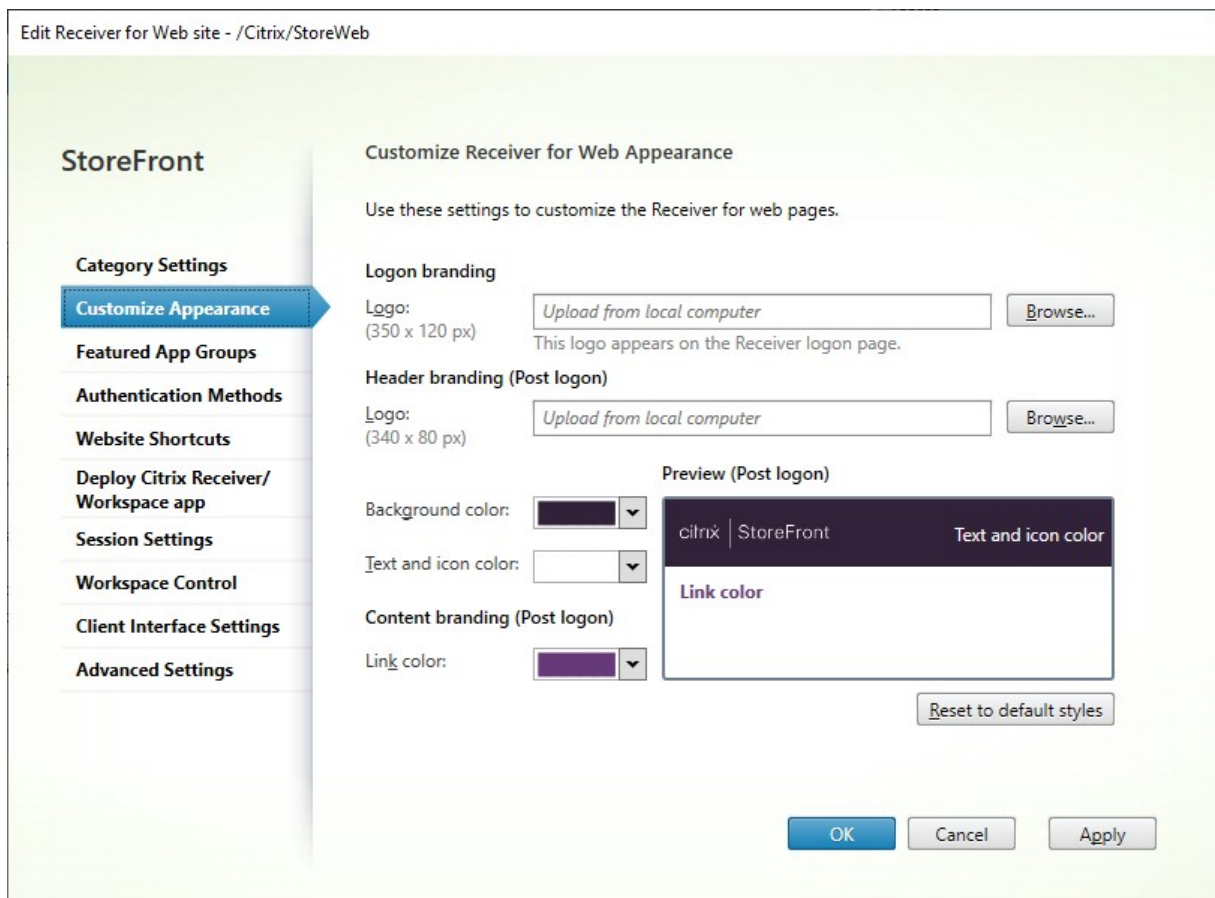 Edit Receiver for Web site - /Citrix/StoreWeb
StoreFront
Category Settings
Customize Appearance
Featured App Groups
Authentication Methods
Website Shortcuts
Deploy Citrix Receiver/
Workspace app
Session Settings
Workspace Control
Client Interface Settings
Advanced Settings
Customize Receiver for Web Appearance
Use these settings to customize the Receiver for web pages.
Logon branding
Logo:
(350 x 120 px)
Upload from local computer
Browse...
This logo appears on the Receiver logon page.
Header branding (Post logon)
Logo:
(340 x 80 px)
Upload from local computer
Browse...
Background color:
Text and icon color:
Preview (Post logon)
citrix | StoreFront
Text and icon color
Link color
Content branding (Post logon)
Link color:
Reset to default styles
OK
Cancel
Apply